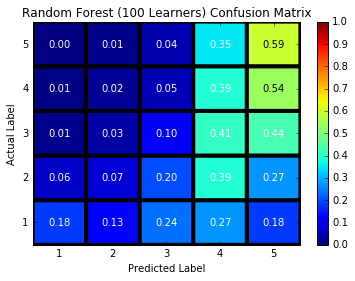 Random Forest (100 Learners) Confusion Matrix
5 0.00 0.01 0.04 0.35 0.59
4 0.01 0.02 0.05 0.39 0.54
3 0.01 0.03 0.10 0.41 0.44
2 0.06 0.07 0.20 0.39 0.27
1 0.18 0.13 0.24 0.27 0.18
1 2 3 4 5
Actual Label
Predicted Label
1.0
0.9
0.8
0.7
0.6
0.5
0.4
0.3
0.2
0.1
0.0